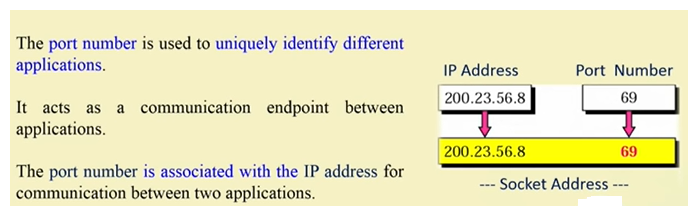 The port number is used to uniquely identify different
applications.
It acts as a communication endpoint between
applications.
The port number is associated with the IP address for
communication between two applications.
IP Address Port Number
200.23.56.8 69
200.23.56.8 69
--- Socket Address ---